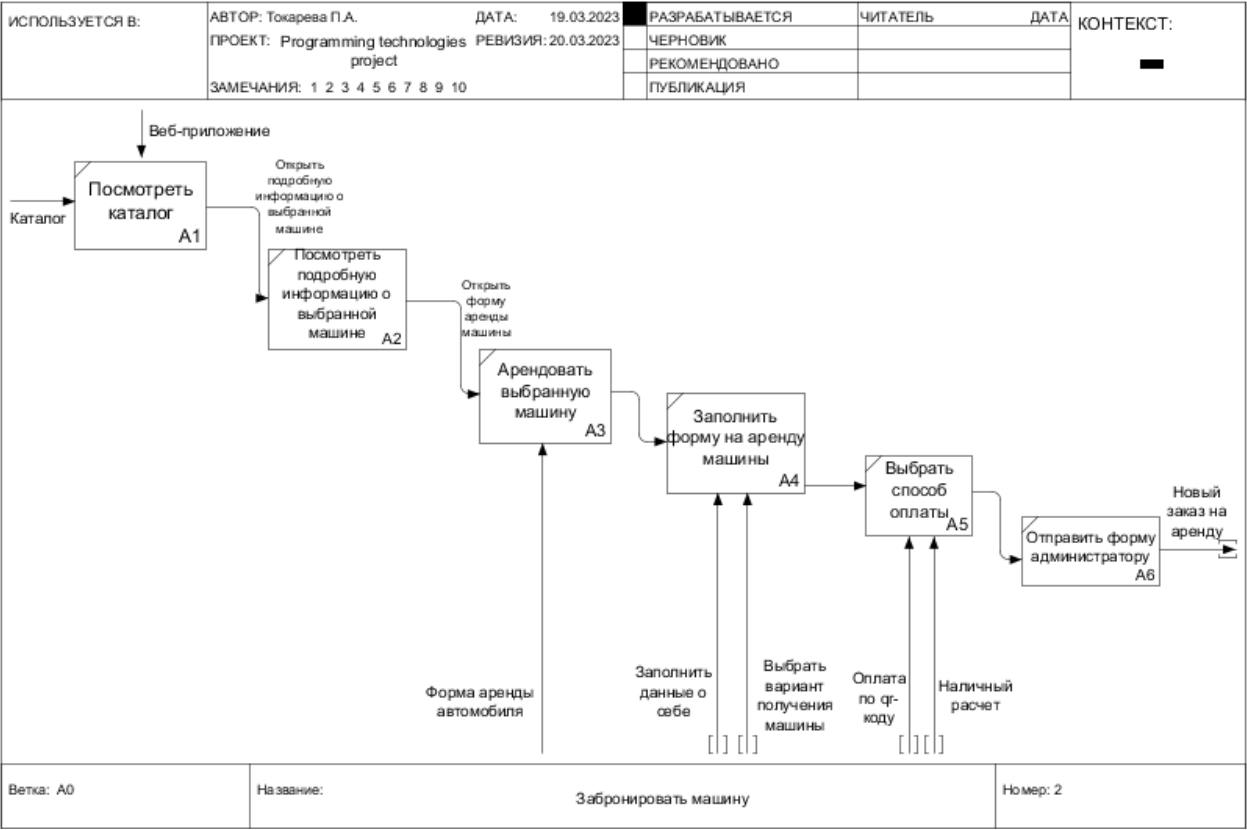 ИСПОЛЬЗУЕТСЯ В:
АВТОР: Токарева П.А.
ДАТА: 19.03.2023
ПРОЕКТ: Programming technologies
project
РЕВИЗИЯ: 20.03.2023
ЗАМЕЧАНИЯ: 1 2 3 4 5 6 7 8 9 10
РАЗРАБАТЫВАЕТСЯ
ЧЕРНОВИК
РЕКОМЕНДОВАНО
ПУБЛИКАЦИЯ
ЧИТАТЕЛЬ
ДАТА
КОНТЕКСТ:
Веб-приложение
Каталог
Посмотреть
каталог
A1
Открыть
подробную
информацию о
выбранной
машине
Посмотреть
подробную
информацию о
выбранной
машине
A2
Открыть
форму
аренды
машины
Арендовать
выбранную
машину
A3
Заполнить
форму на аренду
машины
A4
Выбрать
способ
оплаты
A5
Отправить форму
администратору
A6
Новый
заказ на
аренду
Форма аренды
автомобиля
Заполнить
данные о
себе
Выбрать
вариант
получения
машины
Оплата
по qr-
коду
Наличный
расчет
Ветка: A0
Название:
Забронировать машину
Номер: 2